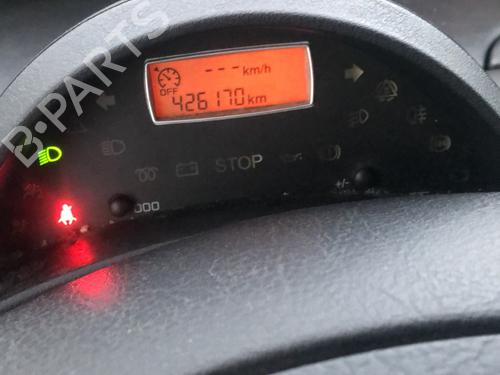 --- km/h
OFF
426170 km
B-PARTS
STOP
000
+/-